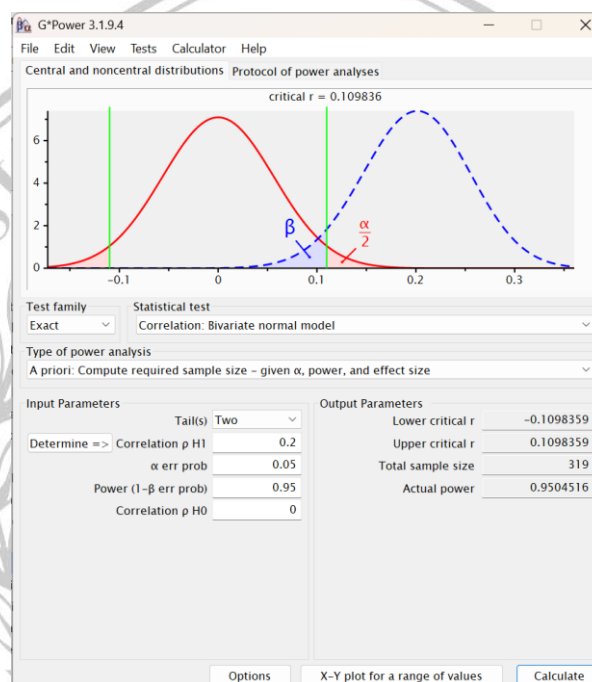 G*Power 3.1.9.4
File Edit View Tests Calculator Help
Central and noncentral distributions Protocol of power analyses
critical r = 0.109836
6
4
2
0
β
α
2
-0.1 0 0.1 0.2 0.3
Test family Statistical test
Exact Correlation: Bivariate normal model
Type of power analysis
A priori: Compute required sample size – given α, power, and effect size
Input Parameters Output Parameters
Tail(s) Two Lower critical r -0.1098359
Determine => Correlation ρ H1 0.2 Upper critical r 0.1098359
α err prob 0.05 Total sample size 319
Power (1-β err prob) 0.95 Actual power 0.9504516
Correlation ρ H0 0
Options X-Y plot for a range of values Calculate